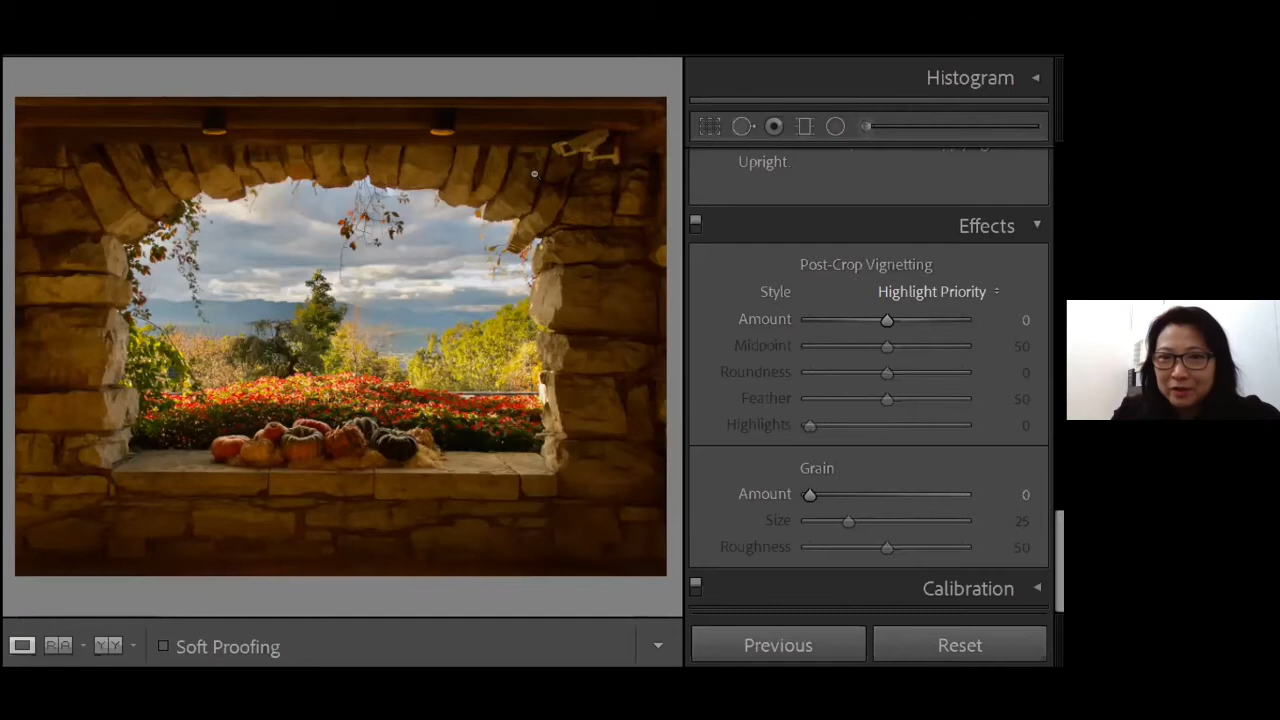 Histogram
Upright.
Effects
Post-Crop Vignetting
Style Highlight Priority
Amount 0
Midpoint 50
Roundness 0
Feather 50
Highlights 0
Grain
Amount 0
Size 25
Roughness 50
Calibration
R A Y Y Soft Proofing
Previous Reset